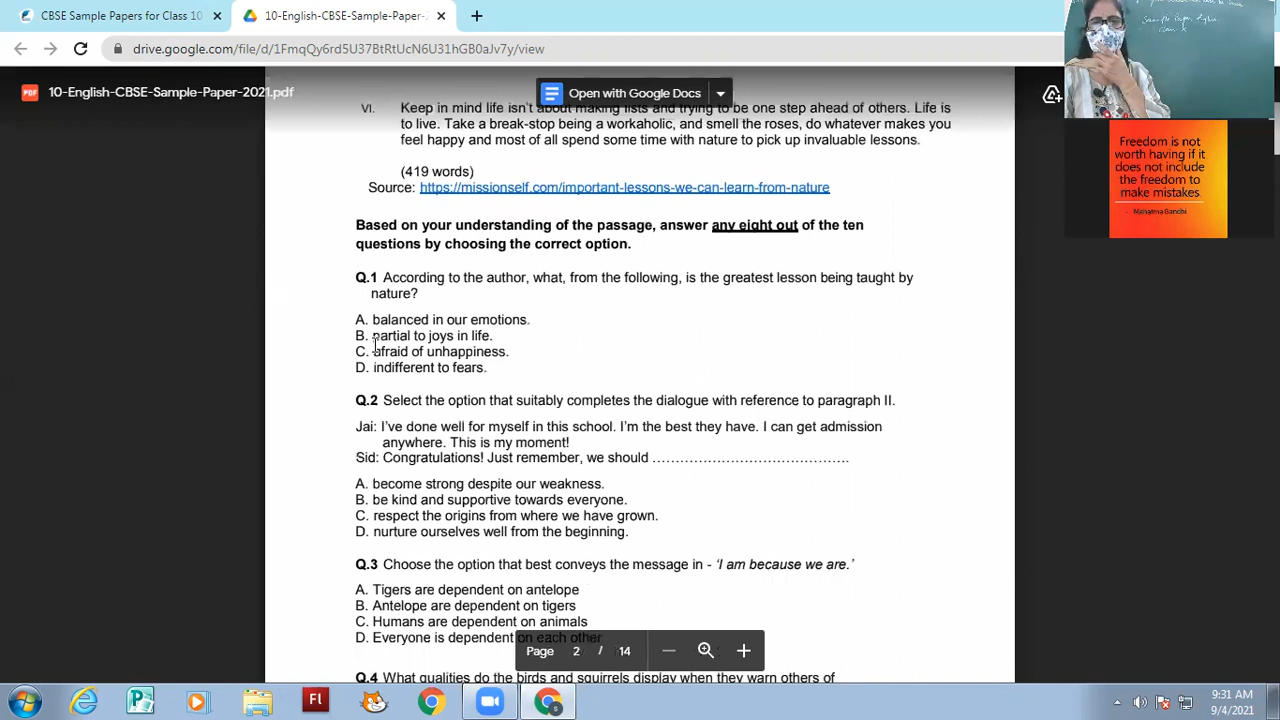 CBSE Sample Papers for Class 10
10-English-CBSE-Sample-Paper-2
drive.google.com/file/d/1FmqQy6rd5U37BtRtUcN6U31hGB0aJv7y/view
10-English-CBSE-Sample-Paper-2021.pdf
Open with Google Docs
VI. Keep in mind life isn't about making lists and trying to be one step ahead of others. Life is
to live. Take a break-stop being a workaholic, and smell the roses, do whatever makes you
feel happy and most of all spend some time with nature to pick up invaluable lessons.
(419 words)
Source: https://missionself.com/important-lessons-we-can-learn-from-nature
Based on your understanding of the passage, answer any eight out of the ten
questions by choosing the correct option.
Q.1 According to the author, what, from the following, is the greatest lesson being taught by
nature?
A. balanced in our emotions.
B. partial to joys in life.
C. afraid of unhappiness.
D. indifferent to fears.
Q.2 Select the option that suitably completes the dialogue with reference to paragraph II.
Jai: I've done well for myself in this school. I'm the best they have. I can get admission
anywhere. This is my moment!
Sid: Congratulations! Just remember, we should …………………………………….
A. become strong despite our weakness.
B. be kind and supportive towards everyone.
C. respect the origins from where we have grown.
D. nurture ourselves well from the beginning.
Q.3 Choose the option that best conveys the message in - 'I am because we are.'
A. Tigers are dependent on antelope
B. Antelope are dependent on tigers
C. Humans are dependent on animals
D. Everyone is dependent on each other
Page 2 / 14
Q.4 What qualities do the birds and squirrels display when they warn others of
Sample Paper
Class X
Freedom is not
worth having if it
does not include
the freedom to
make mistakes
- Mahatma Gandhi
9:31 AM
9/4/2021